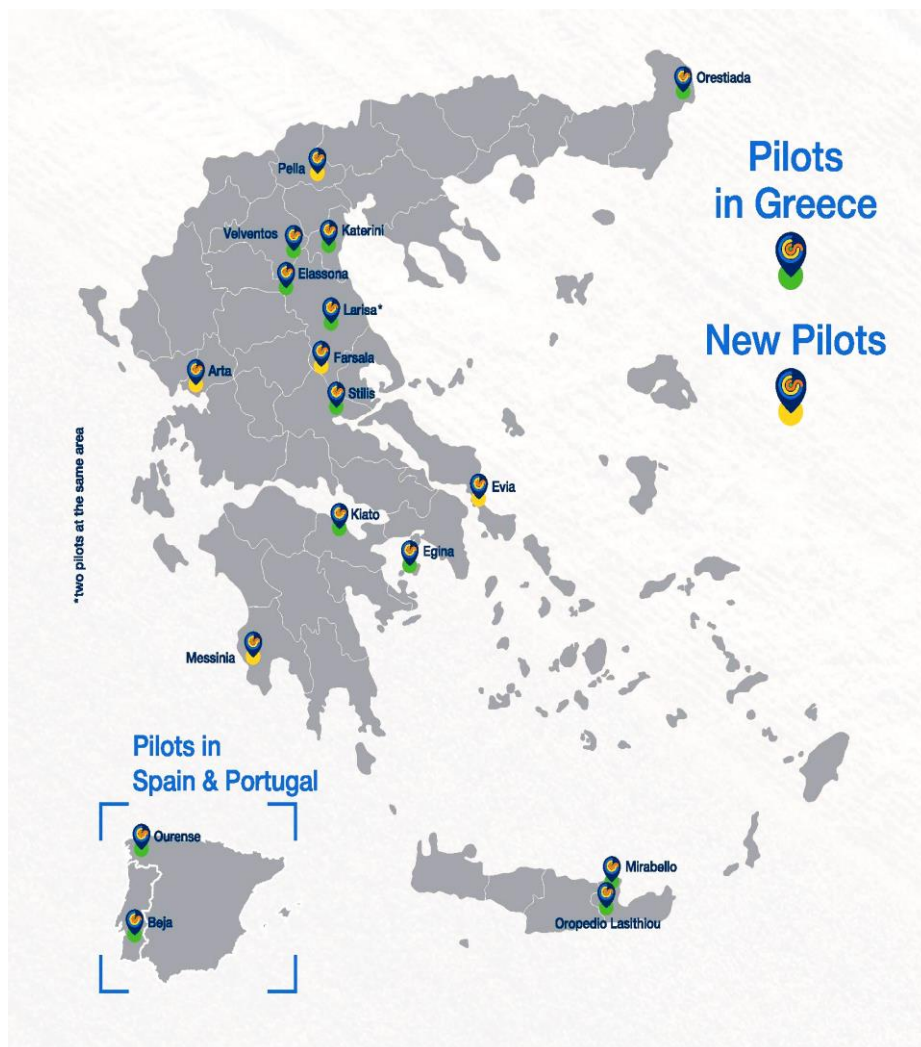 Orestiada
Pilots
in Greece
Pella
Velventos
Katerini
Elassona
Larisa*
New Pilots
Farsala
Arta
Stilis
*two pilots at the same area
Evia
Kiato
Egina
Messinia
Pilots in
Spain & Portugal
Ourense
Beja
Mirabello
Oropedio Lasithiou